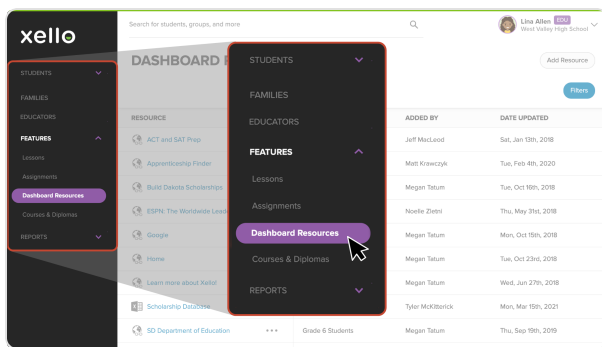 xello
Search for students, groups, and more
Lina Allen EDU
West Valley High School
STUDENTS
FAMILIES
EDUCATORS
FEATURES
Lessons
Assignments
Dashboard Resources
Courses & Diplomas
REPORTS
DASHBOARD
Add Resource
Filters
STUDENTS
FAMILIES
EDUCATORS
FEATURES
Lessons
Assignments
Dashboard Resources
Courses & Diplomas
REPORTS
RESOURCE ADDED BY DATE UPDATED
ACT and SAT Prep Jeff MacLeod Sat, Jan 13th, 2018
Apprenticeship Finder Matt Krawczyk Tue, Feb 4th, 2020
Build Dakota Scholarships Megan Tatum Tue, Oct 16th, 2018
ESPN: The Worldwide Noelle Zletni Thu, May 31st, 2018
Google Megan Tatum Mon, Oct 15th, 2018
Home Megan Tatum Tue, Oct 23rd, 2018
Learn more about Xello! Megan Tatum Wed, Jun 27th, 2018
Scholarship Database Tyler McKitterick Mon, Mar 15th, 2021
SD Department of Education ••• Grade 6 Students Megan Tatum Thu, Sep 19th, 2019